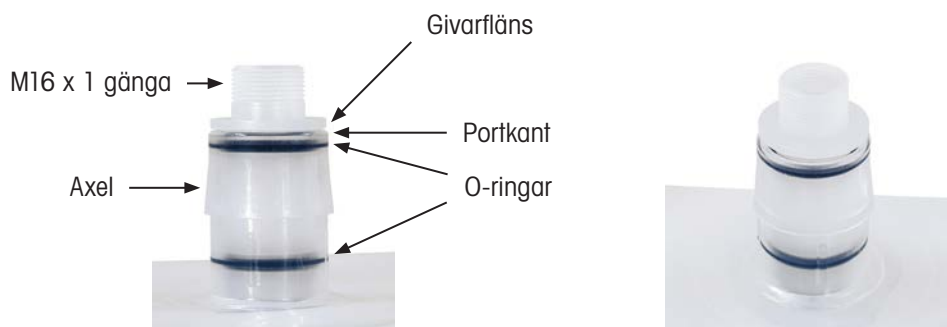 Givarfläns
M16 x 1 gänga
Portkant
Axel
O-ringar